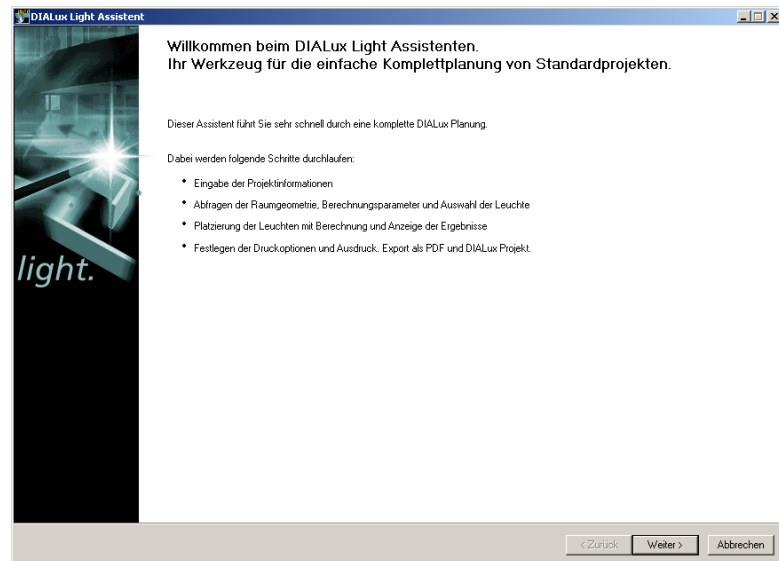 DIALux Light Assistent
Willkommen beim DIALux Light Assistenten.
Ihr Werkzeug für die einfache Komplettplanung von Standardprojekten.
Dieser Assistent führt Sie sehr schnell durch eine komplette DIALux Planung.
Dabei werden folgende Schritte durchlaufen:
• Eingabe der Projektinformationen
• Abfragen der Raumgeometrie, Berechnungsparameter und Auswahl der Leuchte
• Platzierung der Leuchten mit Berechnung und Anzeige der Ergebnisse
• Festlegen der Druckoptionen und Ausdruck. Export als PDF und DIALux Projekt.
light.
< Zurück Weiter > Abbrechen